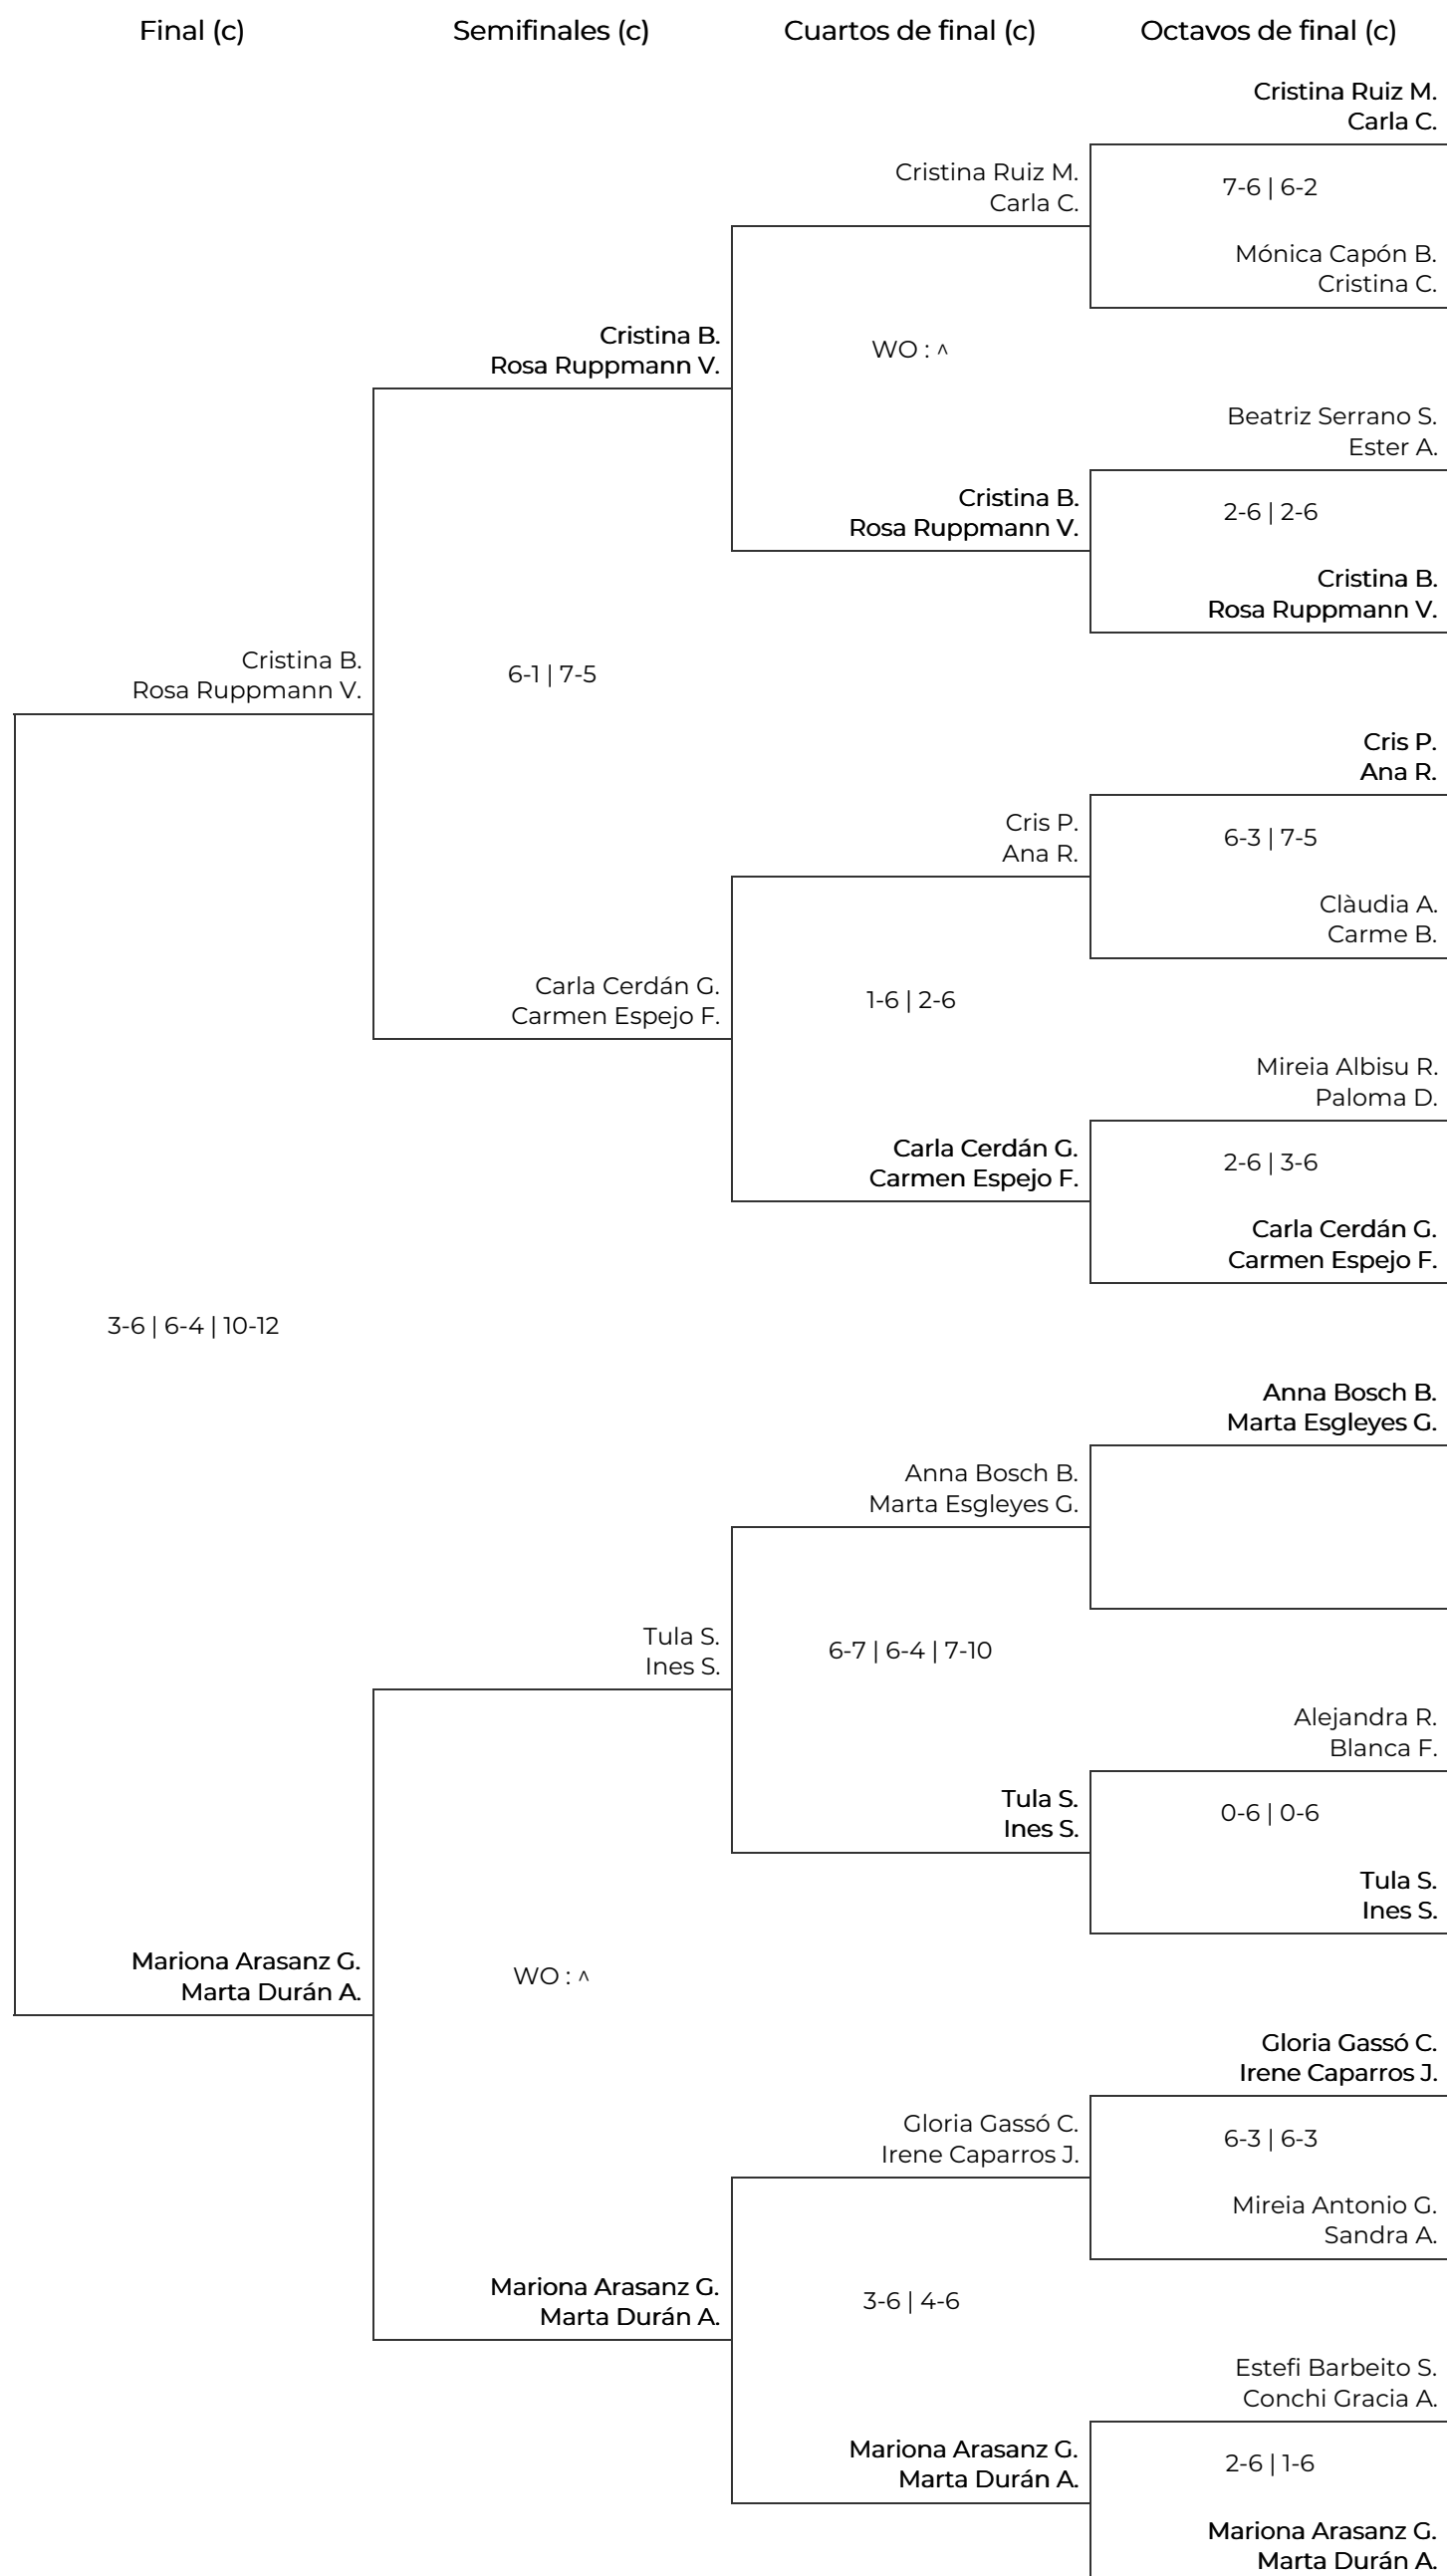 Final (c) Semifinales (c) Cuartos de final (c) Octavos de final (c)
Cristina Ruiz M.
Carla C.
Cristina Ruiz M.
Carla C.
7-6 | 6-2
Mónica Capón B.
Cristina C.
Cristina B.
Rosa Ruppmann V.
WO : ^
Beatriz Serrano S.
Ester A.
Cristina B.
Rosa Ruppmann V.
2-6 | 2-6
Cristina B.
Rosa Ruppmann V.
Cristina B.
Rosa Ruppmann V.
6-1 | 7-5
Cris P.
Ana R.
Cris P.
Ana R.
6-3 | 7-5
Clàudia A.
Carme B.
Carla Cerdán G.
Carmen Espejo F.
1-6 | 2-6
Mireia Albisu R.
Paloma D.
Carla Cerdán G.
Carmen Espejo F.
2-6 | 3-6
Carla Cerdán G.
Carmen Espejo F.
3-6 | 6-4 | 10-12
Anna Bosch B.
Marta Esgleyes G.
Anna Bosch B.
Marta Esgleyes G.
Tula S.
Ines S.
6-7 | 6-4 | 7-10
Alejandra R.
Blanca F.
Tula S.
Ines S.
0-6 | 0-6
Tula S.
Ines S.
Mariona Arasanz G.
Marta Durán A.
WO : ^
Gloria Gassó C.
Irene Caparros J.
Gloria Gassó C.
Irene Caparros J.
6-3 | 6-3
Mireia Antonio G.
Sandra A.
Mariona Arasanz G.
Marta Durán A.
3-6 | 4-6
Estefi Barbeito S.
Conchi Gracia A.
Mariona Arasanz G.
Marta Durán A.
2-6 | 1-6
Mariona Arasanz G.
Marta Durán A.